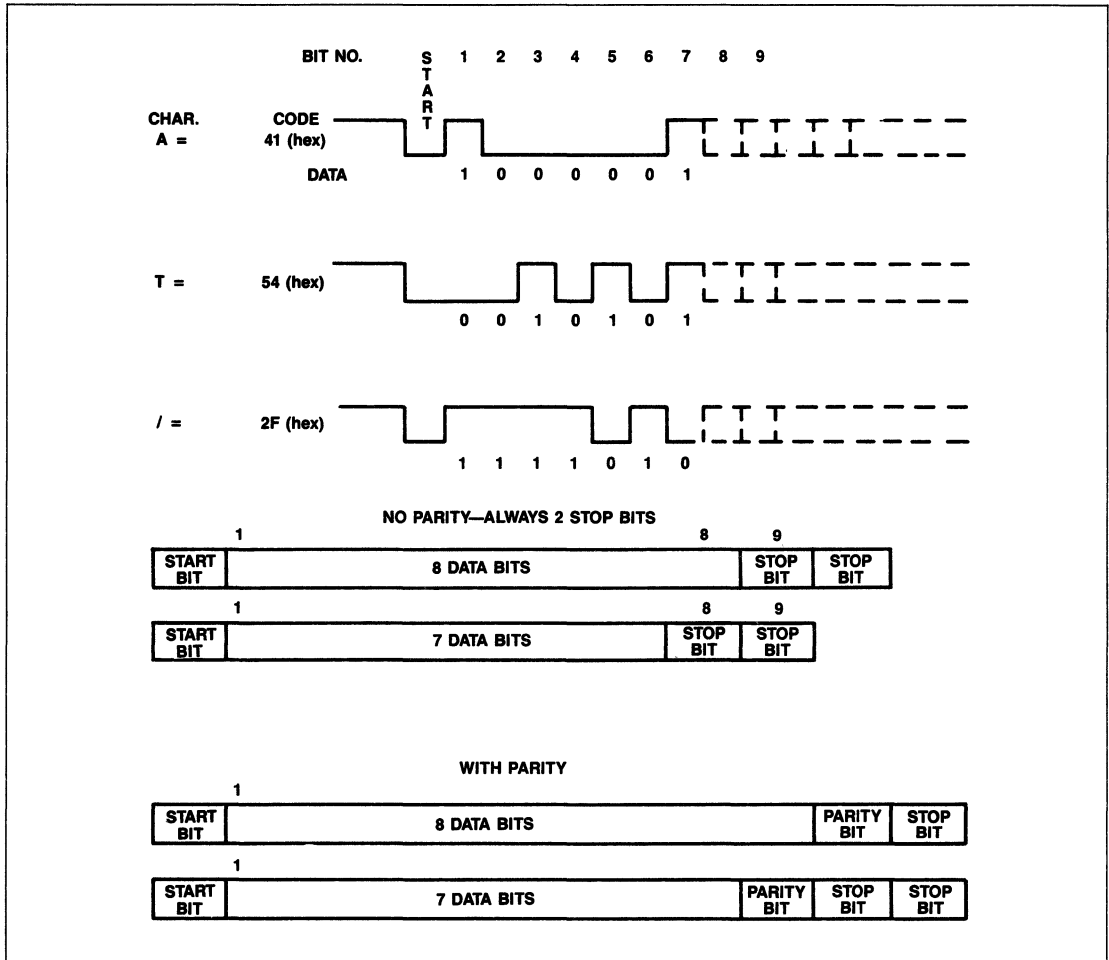 BIT NO. START 1 2 3 4 5 6 7 8 9
CHAR. CODE
A = 41 (hex)
DATA 1 0 0 0 0 0 1
T = 54 (hex)
0 0 1 0 1 0 1
/ = 2F (hex)
1 1 1 1 0 1 0
NO PARITY—ALWAYS 2 STOP BITS
1 8 9
START BIT 8 DATA BITS STOP BIT STOP BIT
1 8 9
START BIT 7 DATA BITS STOP BIT STOP BIT
WITH PARITY
1
START BIT 8 DATA BITS PARITY BIT STOP BIT
1
START BIT 7 DATA BITS PARITY BIT STOP BIT STOP BIT